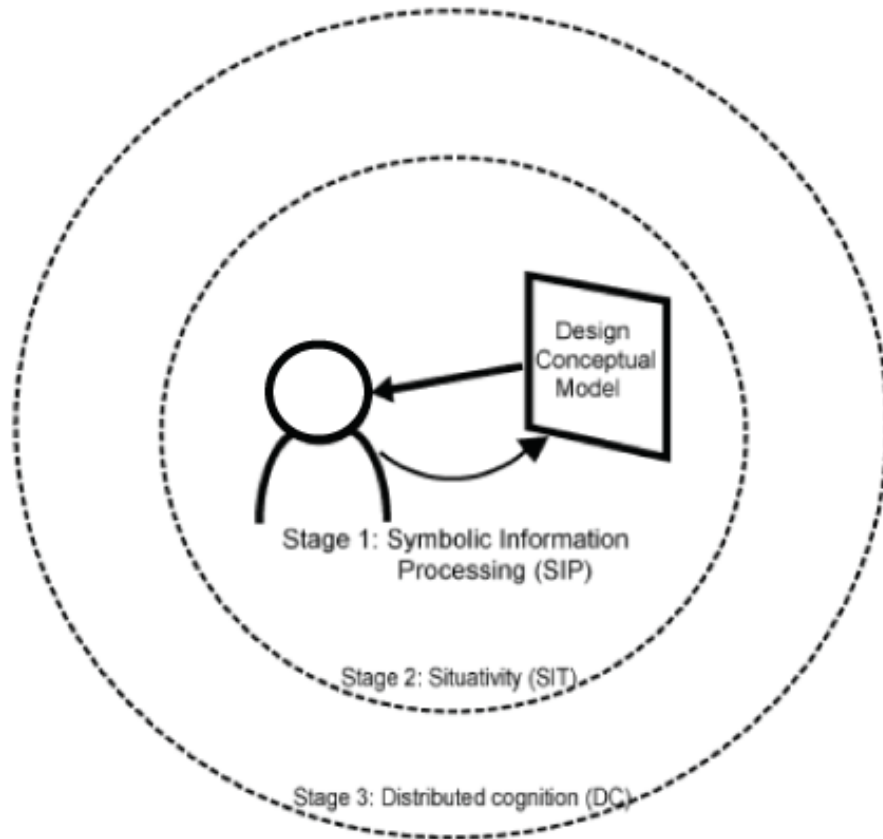 Design
Conceptual
Model
Stage 1: Symbolic Information
Processing (SIP)
Stage 2: Situativity (SIT)
Stage 3: Distributed cognition (DC)